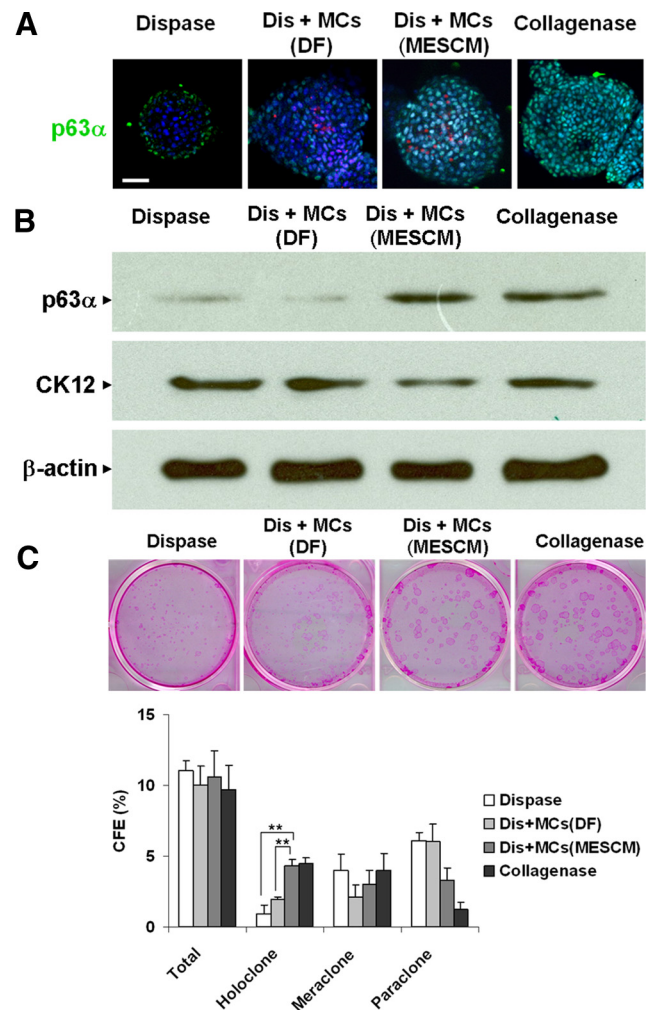 A
Dispase
Dis + MCs
(DF)
Dis + MCs
(MESCM)
Collagenase
p63α
B
Dispase
Dis + MCs
(DF)
Dis + MCs
(MESCM)
Collagenase
p63α
CK12
β-actin
C
Dispase
Dis + MCs
(DF)
Dis + MCs
(MESCM)
Collagenase
15
10
5
0
CFE (%)
**
**
Total
Holoclone
Meraclone
Paraclone
Dispase
Dis+MCs(DF)
Dis+MCs(MESCM)
Collagenase